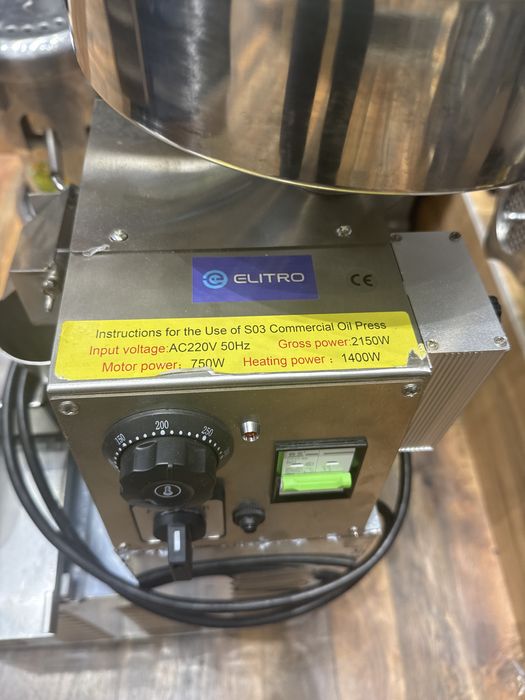 ELITRO
CE
Instructions for the Use of S03 Commercial Oil Press
Input voltage:AC220V 50Hz Gross power:2150W
Motor power: 750W Heating power : 1400W
150 200 250